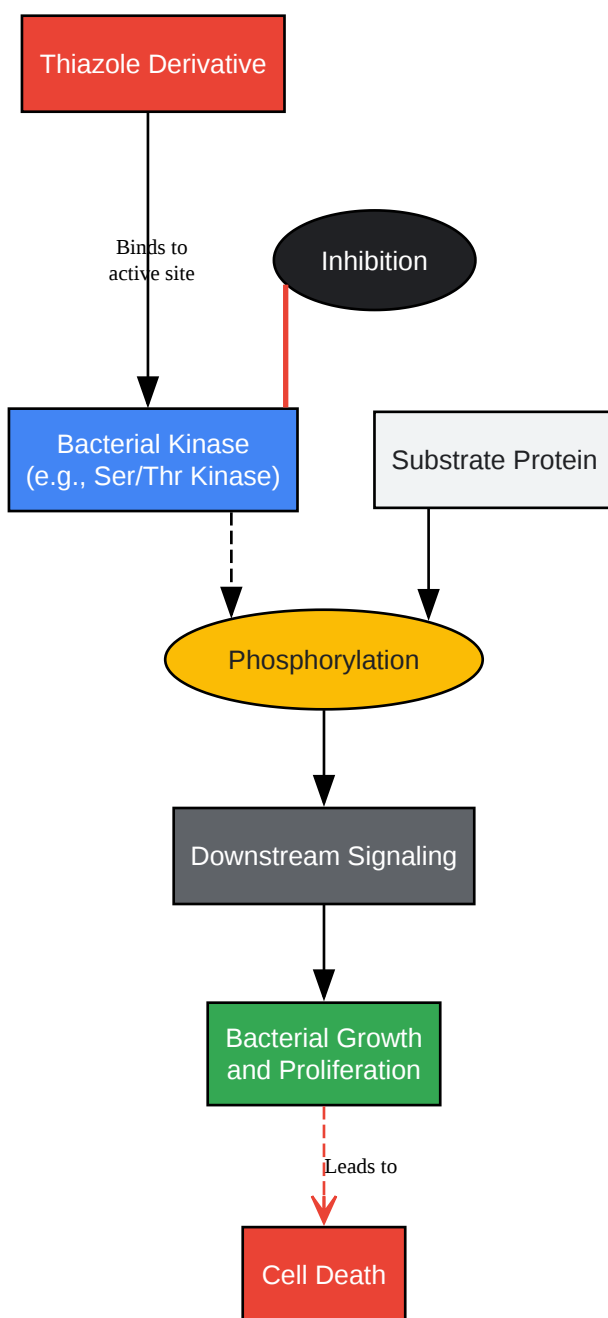 Thiazole Derivative
Binds to
active site
Inhibition
Bacterial Kinase
(e.g., Ser/Thr Kinase)
Substrate Protein
Phosphorylation
Downstream Signaling
Bacterial Growth
and Proliferation
Leads to
Cell Death